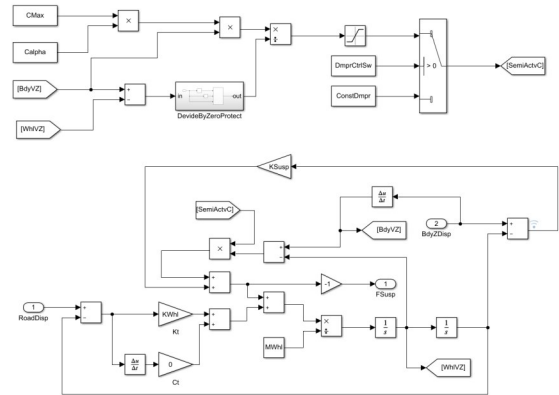 CMax
×
×
×
÷
Calpha
[BdyVZ]
+
−
in
out
DevideByZeroProtect
[WhlVZ]
DmprCtrlSw
> 0
ConstDmpr
[SemiActvC]
KSusp
[SemiActvC]
Δu
Δt
[BdyVZ]
2
BdyZDisp
+
−
×
+
−
+
+
-1
1
FSusp
1
RoadDisp
+
−
KWhl
Kt
+
+
+
+
×
÷
1
s
1
s
MWhl
Δu
Δt
0
Ct
[WhlVZ]